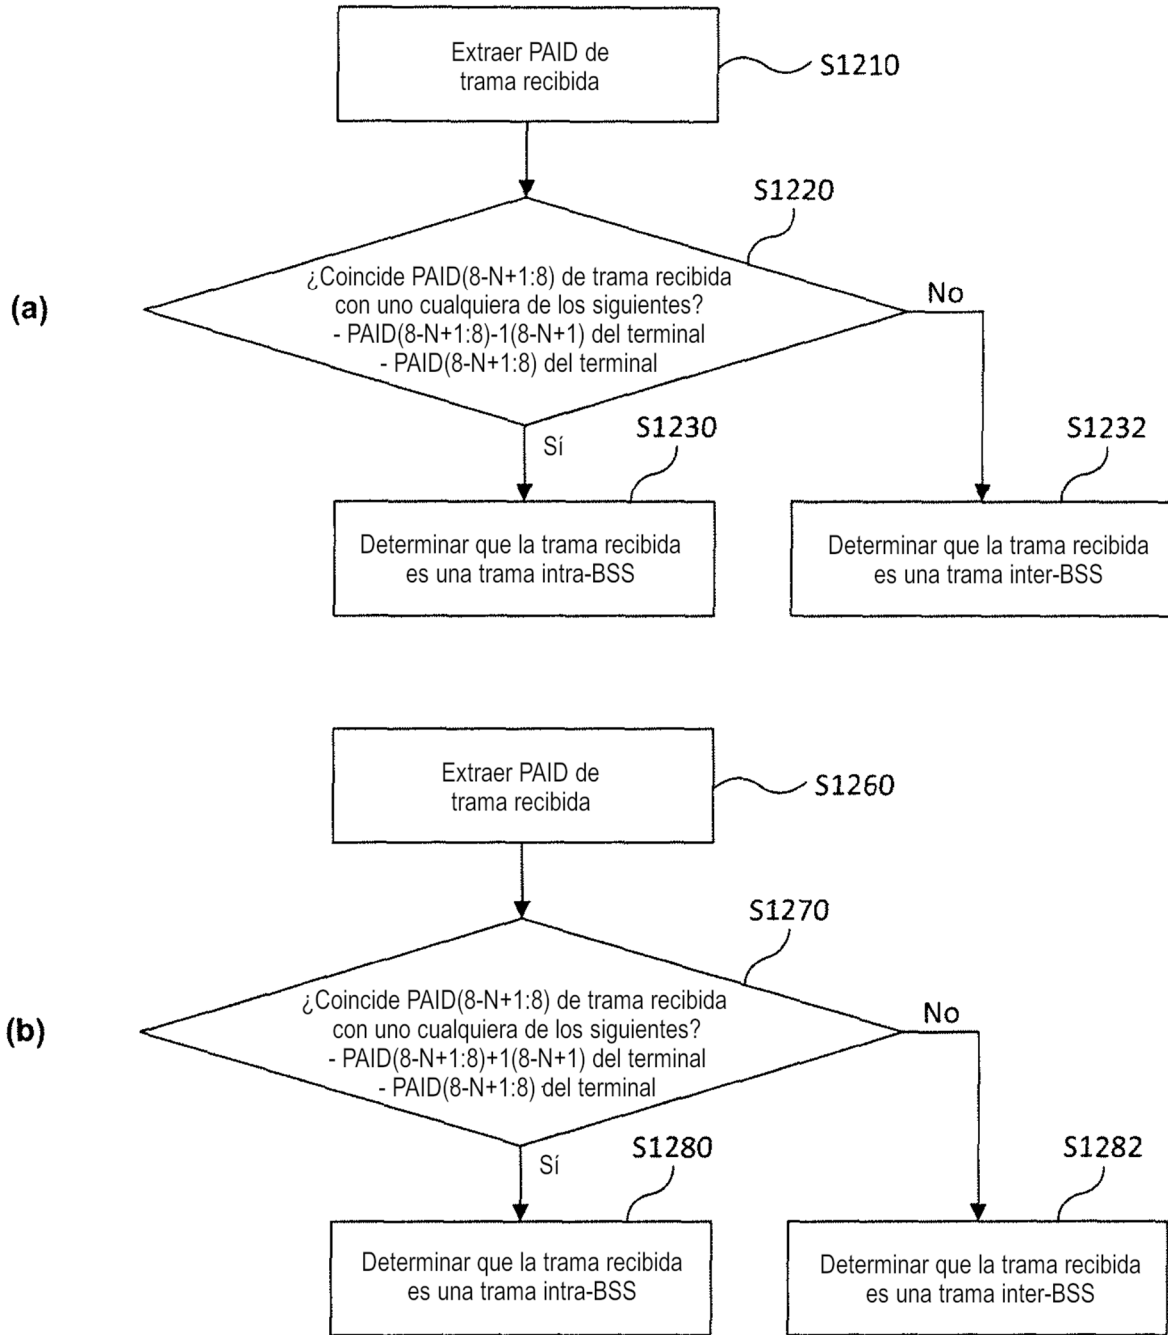 Extraer PAID de
trama recibida
S1210
S1220
¿Coincide PAID(8-N+1:8) de trama recibida
con uno cualquiera de los siguientes?
- PAID(8-N+1:8)-1(8-N+1) del terminal
- PAID(8-N+1:8) del terminal
No
(a)
Sí
S1230
S1232
Determinar que la trama recibida
es una trama intra-BSS
Determinar que la trama recibida
es una trama inter-BSS
Extraer PAID de
trama recibida
S1260
S1270
¿Coincide PAID(8-N+1:8) de trama recibida
con uno cualquiera de los siguientes?
- PAID(8-N+1:8)+1(8-N+1) del terminal
- PAID(8-N+1:8) del terminal
No
(b)
Sí
S1280
S1282
Determinar que la trama recibida
es una trama intra-BSS
Determinar que la trama recibida
es una trama inter-BSS